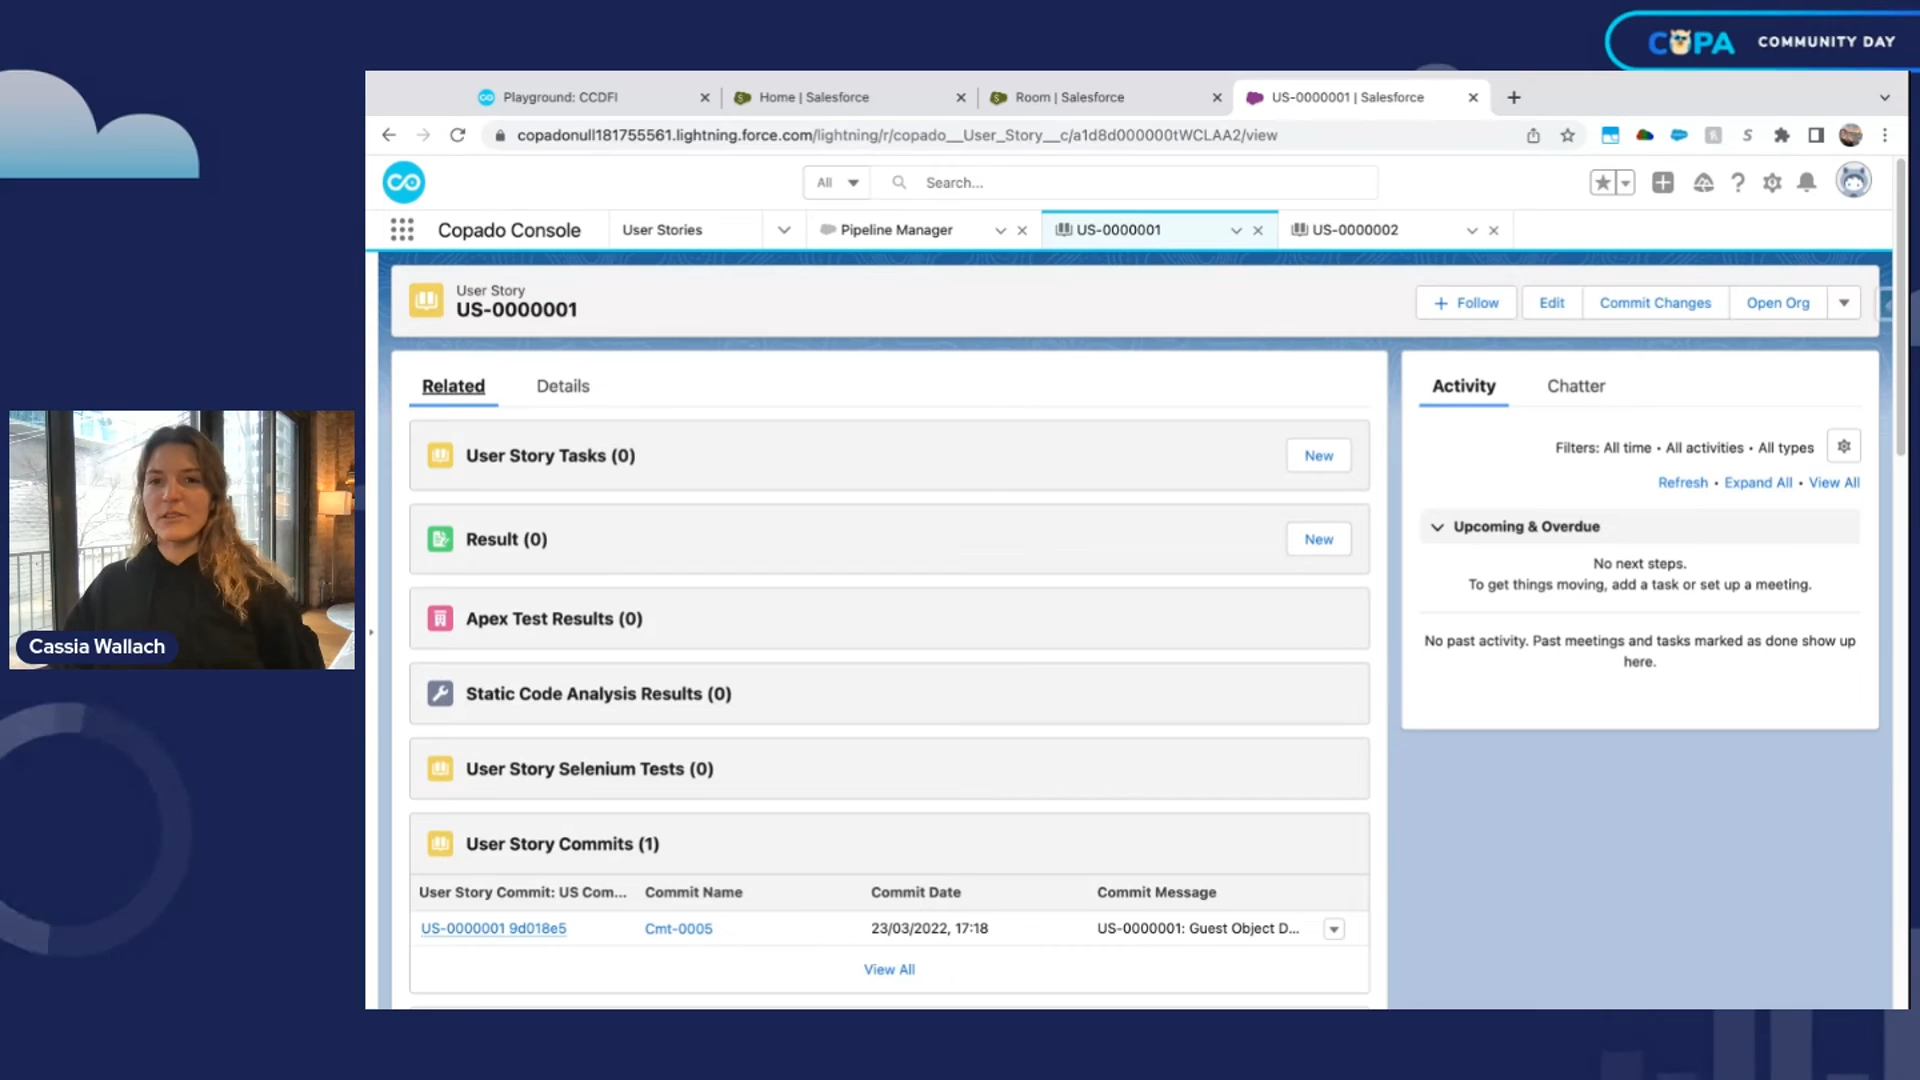 COPA COMMUNITY DAY
Playground: CCDFI
Home | Salesforce
Room | Salesforce
US-0000001 | Salesforce
copadonull181755561.lightning.force.com/lightning/r/copado__User_Story__c/a1d8d000000tWCLAA2/view
All
Search...
Copado Console
User Stories
Pipeline Manager
US-0000001
US-0000002
User Story
US-0000001
Follow
Edit
Commit Changes
Open Org
Related
Details
User Story Tasks (0)
New
Result (0)
New
Apex Test Results (0)
Static Code Analysis Results (0)
User Story Selenium Tests (0)
User Story Commits (1)
User Story Commit: US Com... Commit Name Commit Date Commit Message
US-0000001 9d018e5 Cmt-0005 23/03/2022, 17:18 US-0000001: Guest Object D...
View All
Activity
Chatter
Filters: All time • All activities • All types
Refresh • Expand All • View All
Upcoming & Overdue
No next steps.
To get things moving, add a task or set up a meeting.
No past activity. Past meetings and tasks marked as done show up
here.
Cassia Wallach